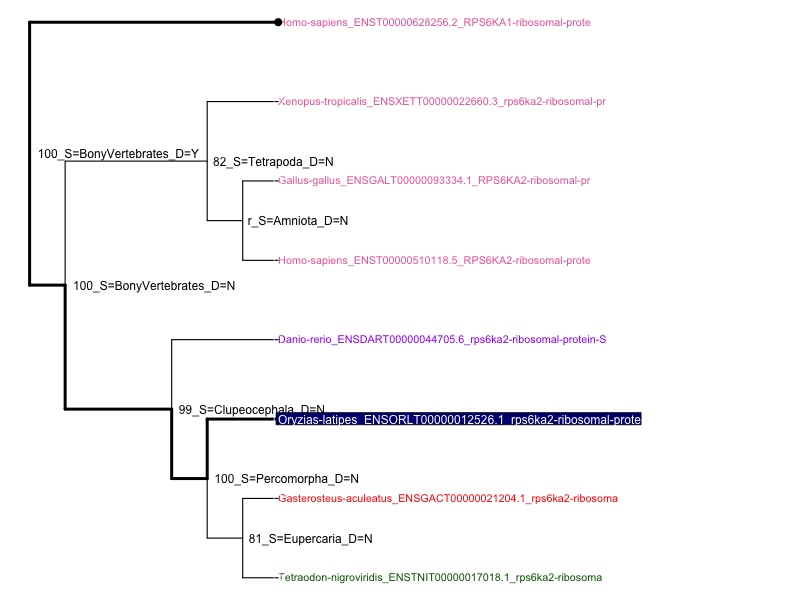 Homo-sapiens_ENST00000628256.2_RPS6KA1-ribosomal-prote
Xenopus-tropicalis_ENSXETT00000022660.3_rps6ka2-ribosomal-pr
100_S=BonyVertebrates_D=Y
82_S=Tetrapoda_D=N
Gallus-gallus_ENSGALT00000093334.1_RPS6KA2-ribosomal-pr
r_S=Amniota_D=N
Homo-sapiens_ENST00000510118.5_RPS6KA2-ribosomal-prote
100_S=BonyVertebrates_D=N
Danio-rerio_ENSDART00000044705.6_rps6ka2-ribosomal-protein-S
99_S=Clupeocephala_D=N
Oryzias-latipes_ENSORLT00000012526.1_rps6ka2-ribosomal-prote
100_S=Percomorpha_D=N
Gasterosteus-aculeatus_ENSGACT00000021204.1_rps6ka2-ribosoma
81_S=Eupercaria_D=N
Tetraodon-nigroviridis_ENSTNIT00000017018.1_rps6ka2-ribosoma